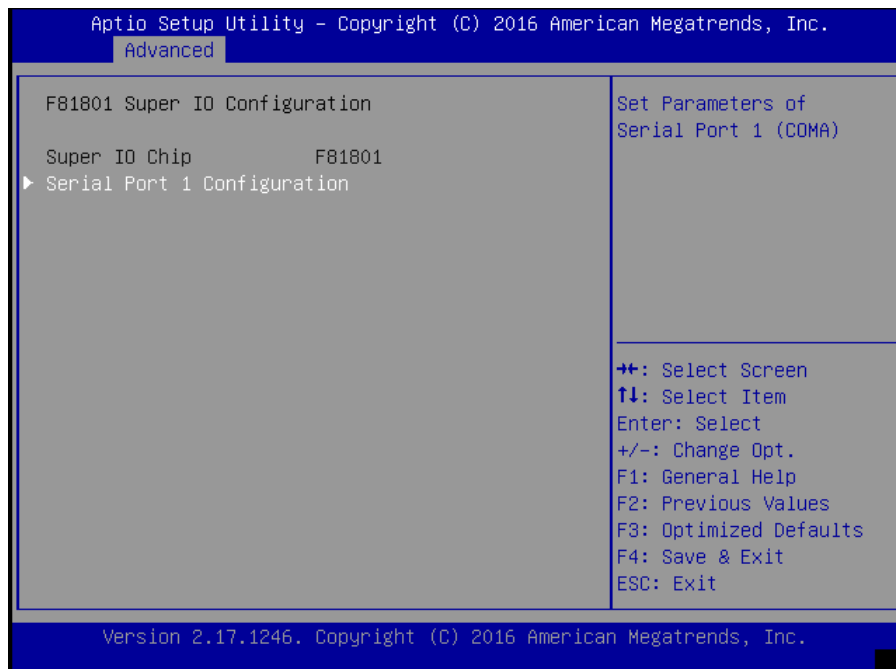 Aptio Setup Utility – Copyright (C) 2016 American Megatrends, Inc.
Advanced
F81801 Super IO Configuration
Super IO Chip F81801
Serial Port 1 Configuration
Set Parameters of
Serial Port 1 (COMA)
→←: Select Screen
↑↓: Select Item
Enter: Select
+/-: Change Opt.
F1: General Help
F2: Previous Values
F3: Optimized Defaults
F4: Save & Exit
ESC: Exit
Version 2.17.1246. Copyright (C) 2016 American Megatrends, Inc.